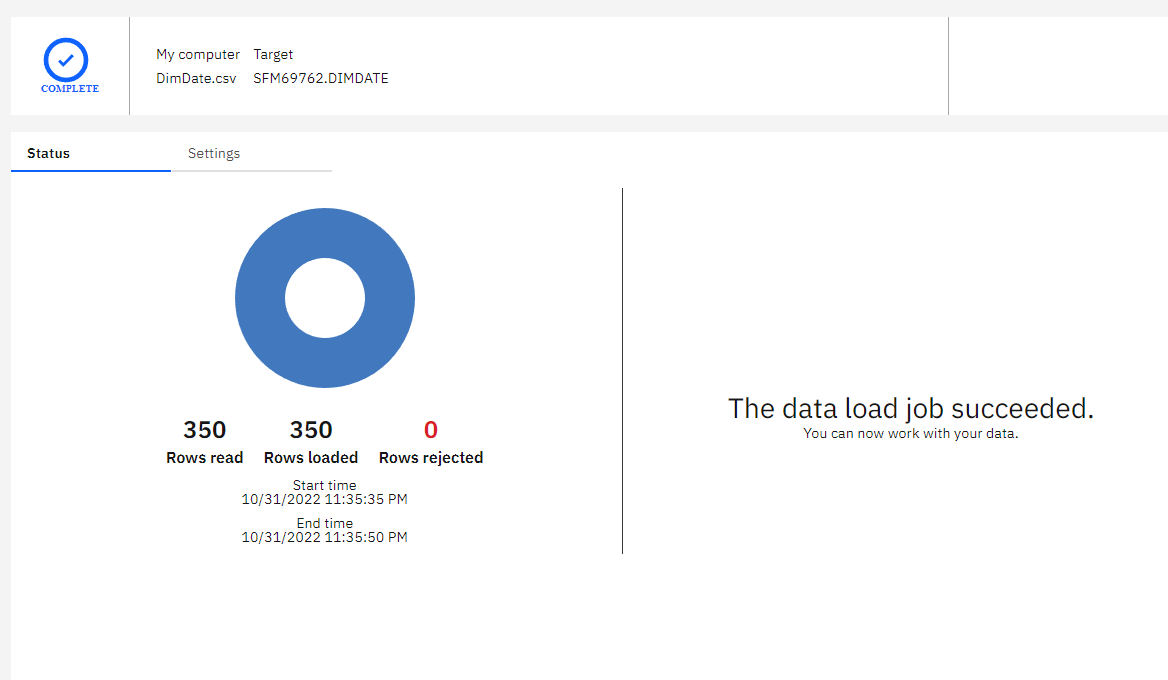 COMPLETE
My computer Target
DimDate.csv SFM69762.DIMDATE
Status Settings
350 350 0
Rows read Rows loaded Rows rejected
Start time
10/31/2022 11:35:35 PM
End time
10/31/2022 11:35:50 PM
The data load job succeeded.
You can now work with your data.